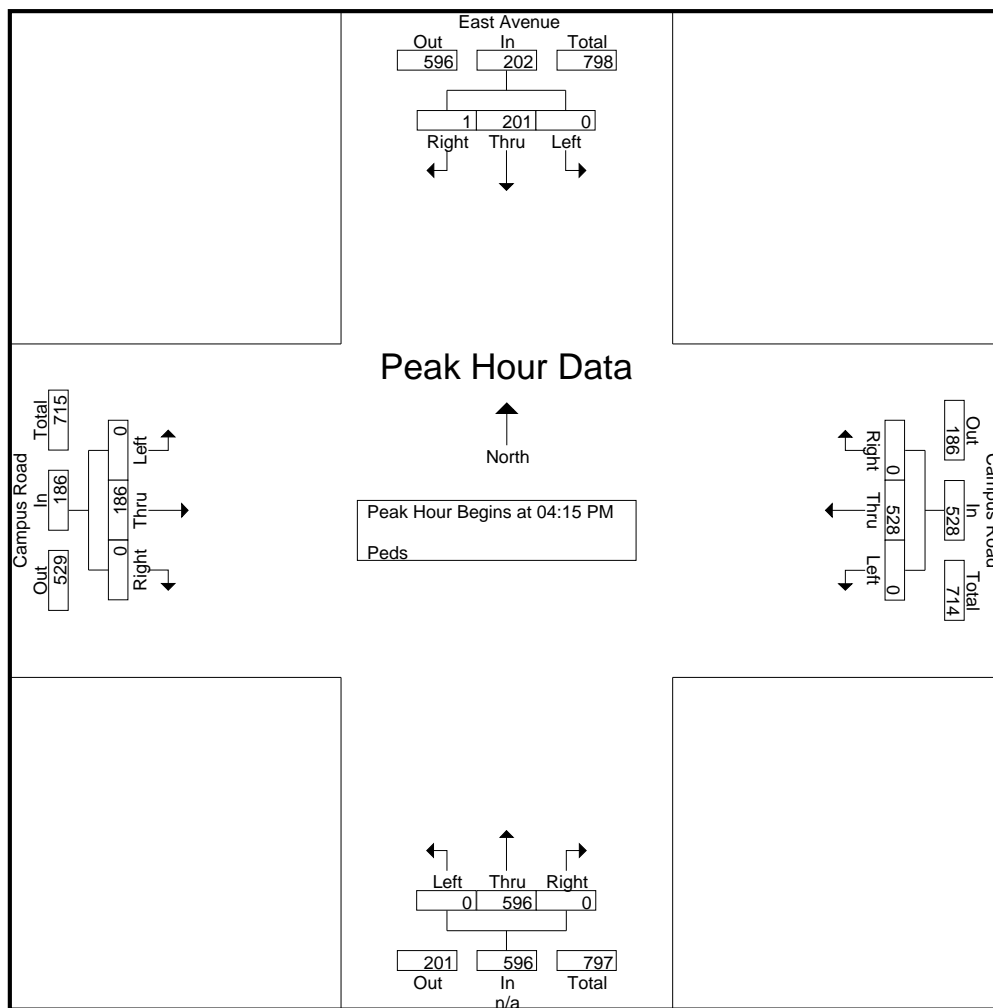 East Avenue
Out In Total
596 202 798
1 201 0
Right Thru Left
Peak Hour Data
North
Peak Hour Begins at 04:15 PM
Peds
Campus Road
Total In Out
715 186 529
0 186 0
Left Thru Right
Right Thru Left
0 528 0
186 528 714
Out In Total
Campus Road
Left Thru Right
0 596 0
201 596 797
Out In Total
n/a